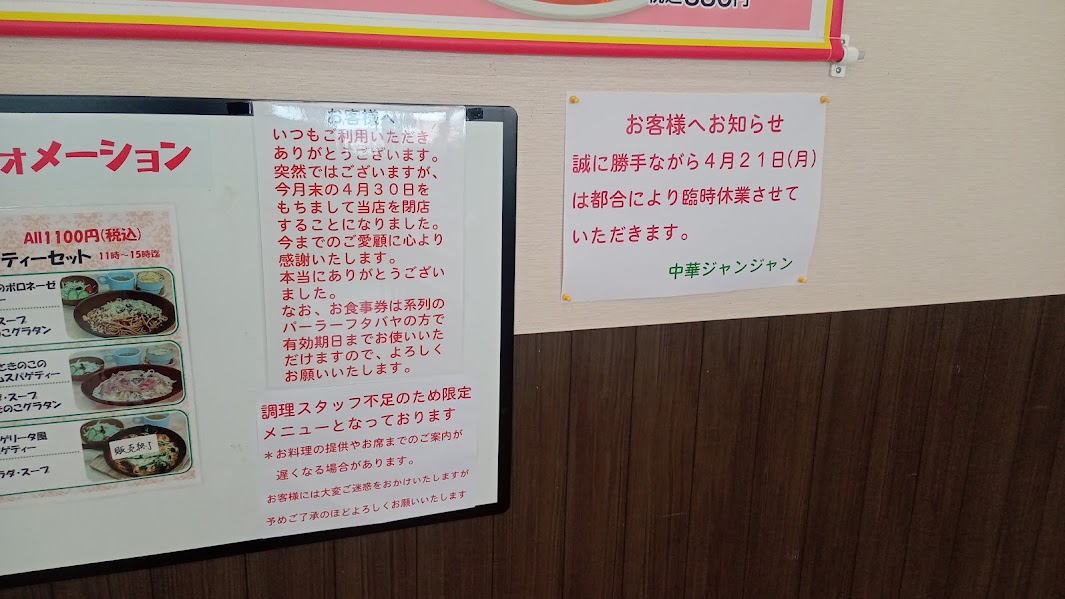 ォメーション
All1100円(税込)
ティーセット 11時～15時迄
のボロネーゼ
スープ
こグラタン
ときのこの
ムスパゲティー
・スープ
たのこグラタン
ゲリータ風
ゲティー
ラダ・スープ
販売終了
お客様へ
いつもご利用いただき
ありがとうございます。
突然ではございますが、
今月末の４月３０日を
もちまして当店を閉店
することになりました。
今までのご愛顧に心より
感謝いたします。
本当にありがとうござい
ました。
なお、お食事券は系列の
パーラーフタバヤの方で
有効期日までお使いいた
だけますので、よろしく
お願いいたします。
調理スタッフ不足のため限定
メニューとなっております
＊お料理の提供やお席までのご案内が
遅くなる場合があります。
お客様には大変ご迷惑をおかけいたしますが
予めご了承のほどよろしくお願いいたします
お客様へお知らせ
誠に勝手ながら４月２１日(月)
は都合により臨時休業させて
いただきます。
中華ジャンジャン